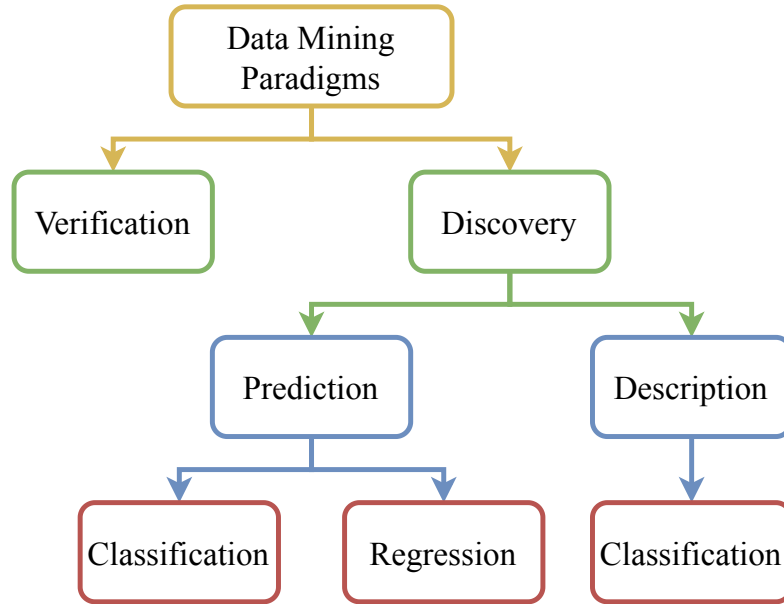 Data Mining
Paradigms
Verification
Discovery
Prediction
Description
Classification
Regression
Classification